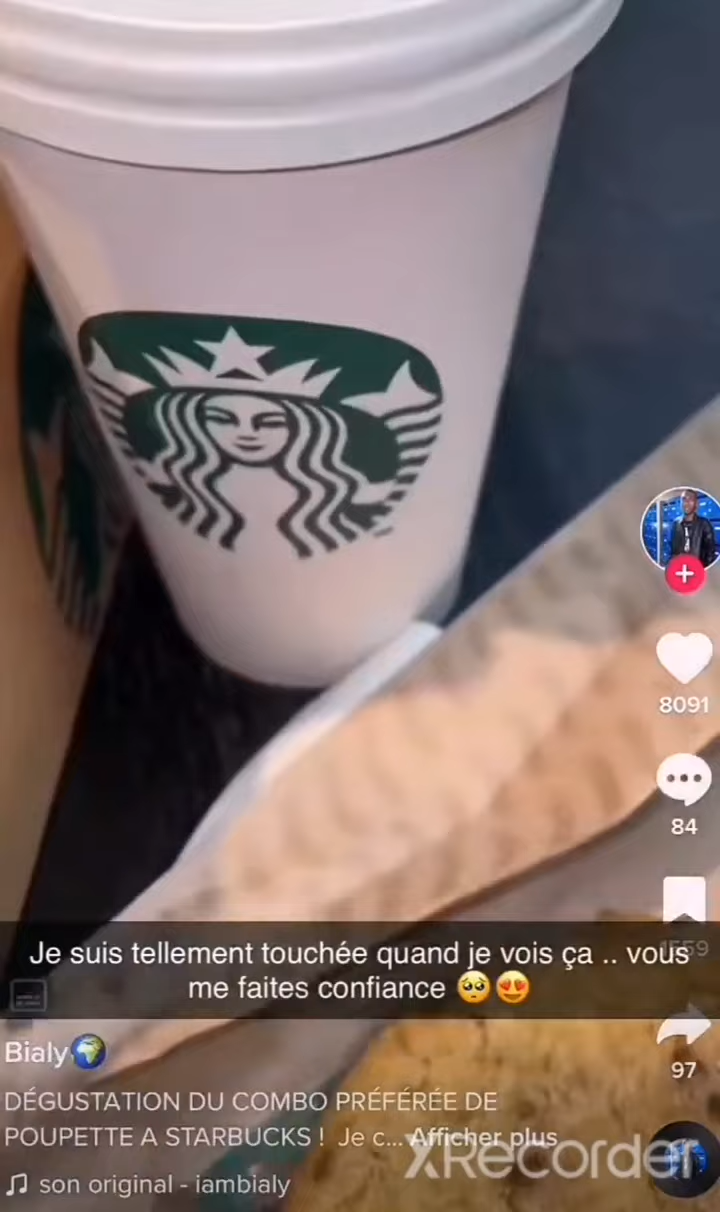 8091
84
1559
Je suis tellement touchée quand je vois ça .. vous
me faites confiance 🥺😍
97
Bialy🌍
DÉGUSTATION DU COMBO PRÉFÉRÉE DE
POUPETTE A STARBUCKS ! Je c... Afficher plus
son original - iambialy
XRecorder